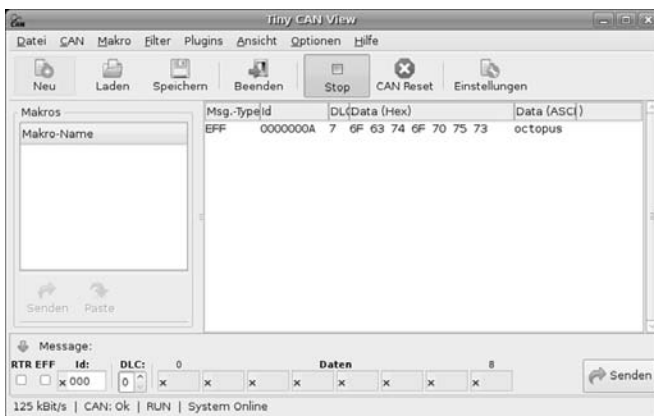 Tiny CAN View
Datei CAN Makro Filter Plugins Ansicht Optionen Hilfe
Neu Laden Speichern Beenden Stop CAN Reset Einstellungen
Makros
Makro-Name
Msg.-Type Id DLC Data (Hex) Data (ASCI)
EFF 0000000A 7 6F 63 74 6F 70 75 73 octopus
Senden Paste
Message:
RTR EFF Id: DLC: 0 Daten 8
x 000 0 x x x x x x x x
Senden
125 kBit/s | CAN: Ok | RUN | System Online